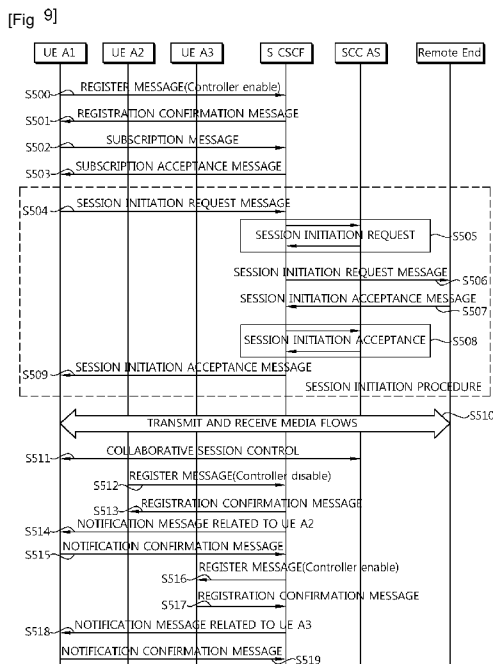 [Fig 9]
UE A1 UE A2 UE A3 S CSCF SCC AS Remote End
S500 REGISTER MESSAGE(Controller enable)
S501 REGISTRATION CONFIRMATION MESSAGE
S502 SUBSCRIPTION MESSAGE
S503 SUBSCRIPTION ACCEPTANCE MESSAGE
S504 SESSION INITIATION REQUEST MESSAGE
SESSION INITIATION REQUEST S505
SESSION INITIATION REQUEST MESSAGE S506
SESSION INITIATION ACCEPTANCE MESSAGE S507
SESSION INITIATION ACCEPTANCE S508
S509 SESSION INITIATION ACCEPTANCE MESSAGE
SESSION INITIATION PROCEDURE
TRANSMIT AND RECEIVE MEDIA FLOWS S510
S511 COLLABORATIVE SESSION CONTROL
S512 REGISTER MESSAGE(Controller disable)
S513 REGISTRATION CONFIRMATION MESSAGE
S514 NOTIFICATION MESSAGE RELATED TO UE A2
S515 NOTIFICATION CONFIRMATION MESSAGE
S516 REGISTER MESSAGE(Controller enable)
S517 REGISTRATION CONFIRMATION MESSAGE
S518 NOTIFICATION MESSAGE RELATED TO UE A3
NOTIFICATION CONFIRMATION MESSAGE S519